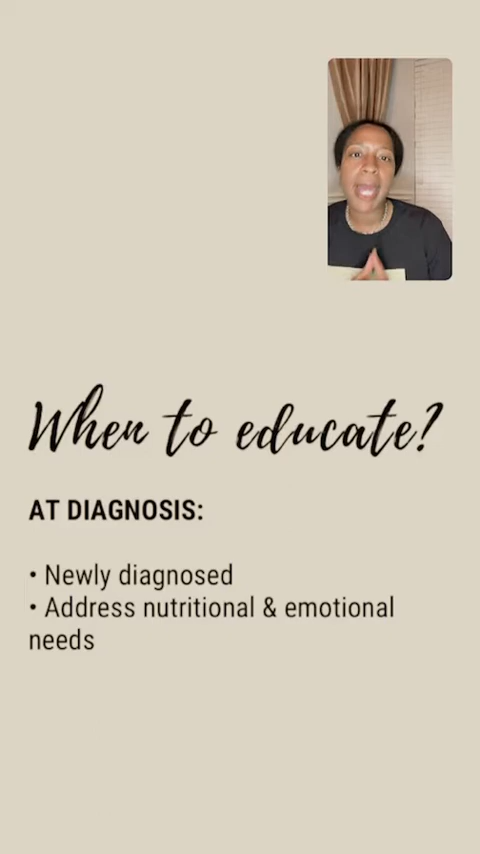 When to educate?
AT DIAGNOSIS:
• Newly diagnosed
• Address nutritional & emotional
needs